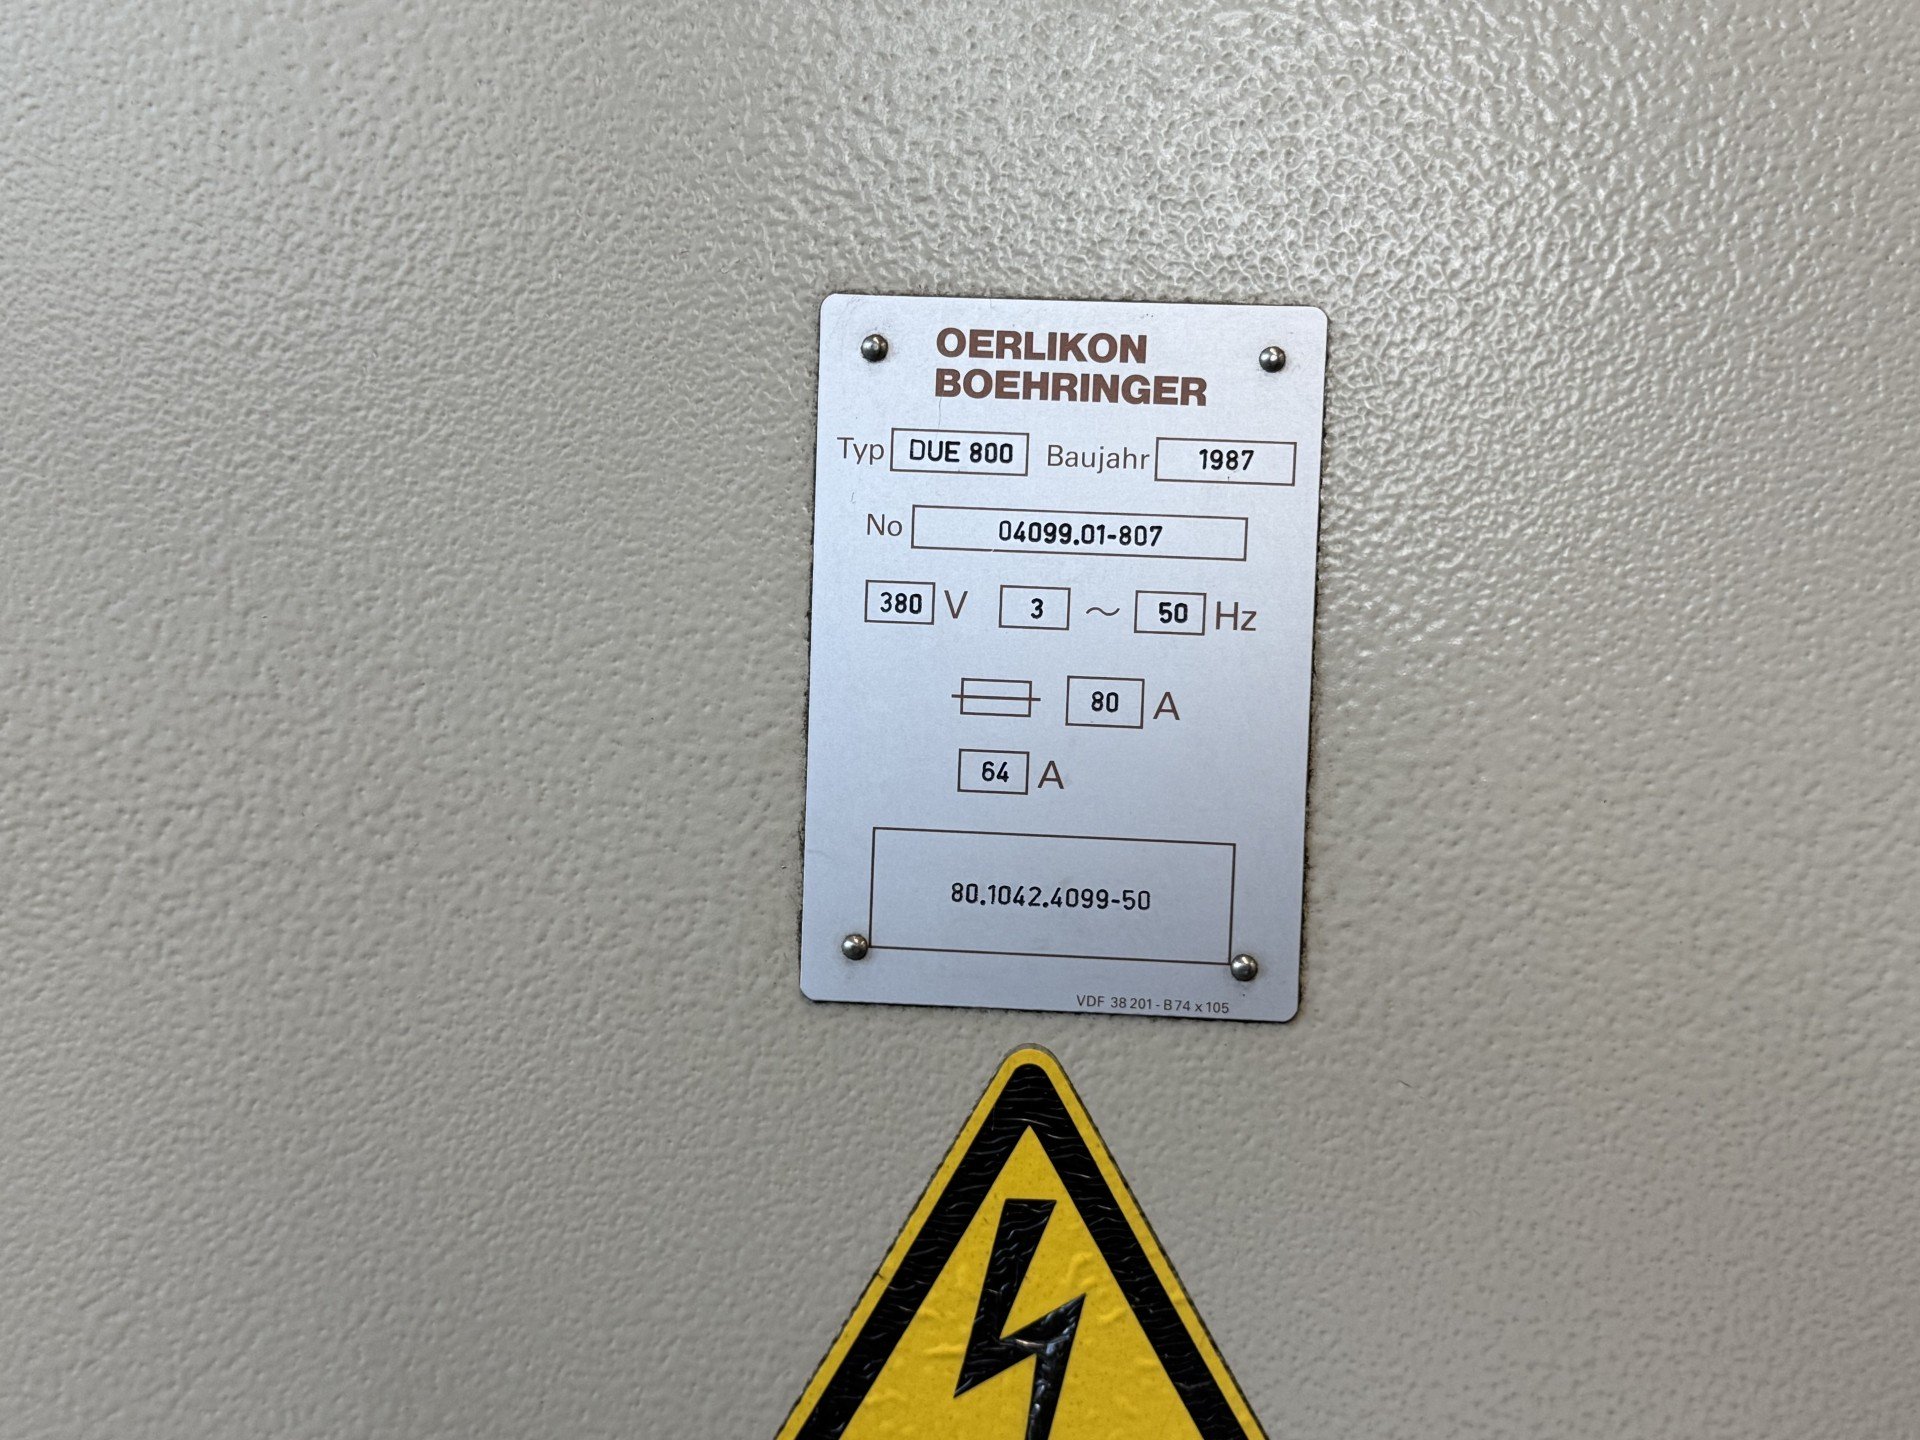 OERLIKON
BOEHRINGER
Typ DUE 800 Baujahr 1987
No 04099.01-807
380 V 3 ~ 50 Hz
80 A
64 A
80.1042.4099-50
VDF 38 201 - B 74 x 105